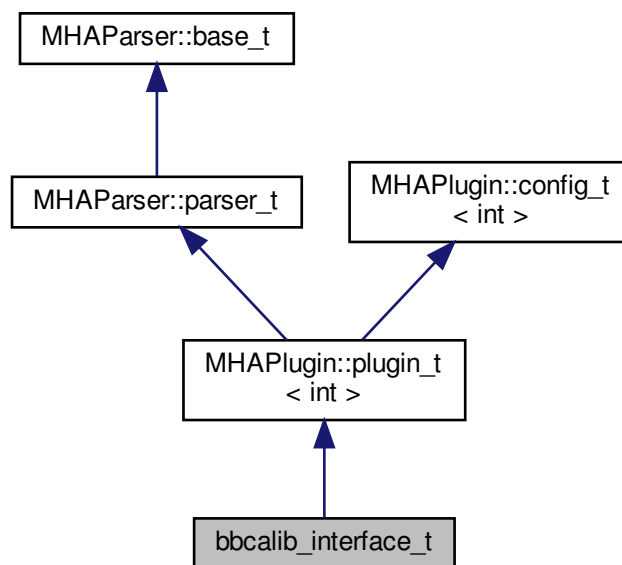 MHAParser::base_t
MHAParser::parser_t
MHAPlugin::config_t
< int >
MHAPlugin::plugin_t
< int >
bbcalib_interface_t